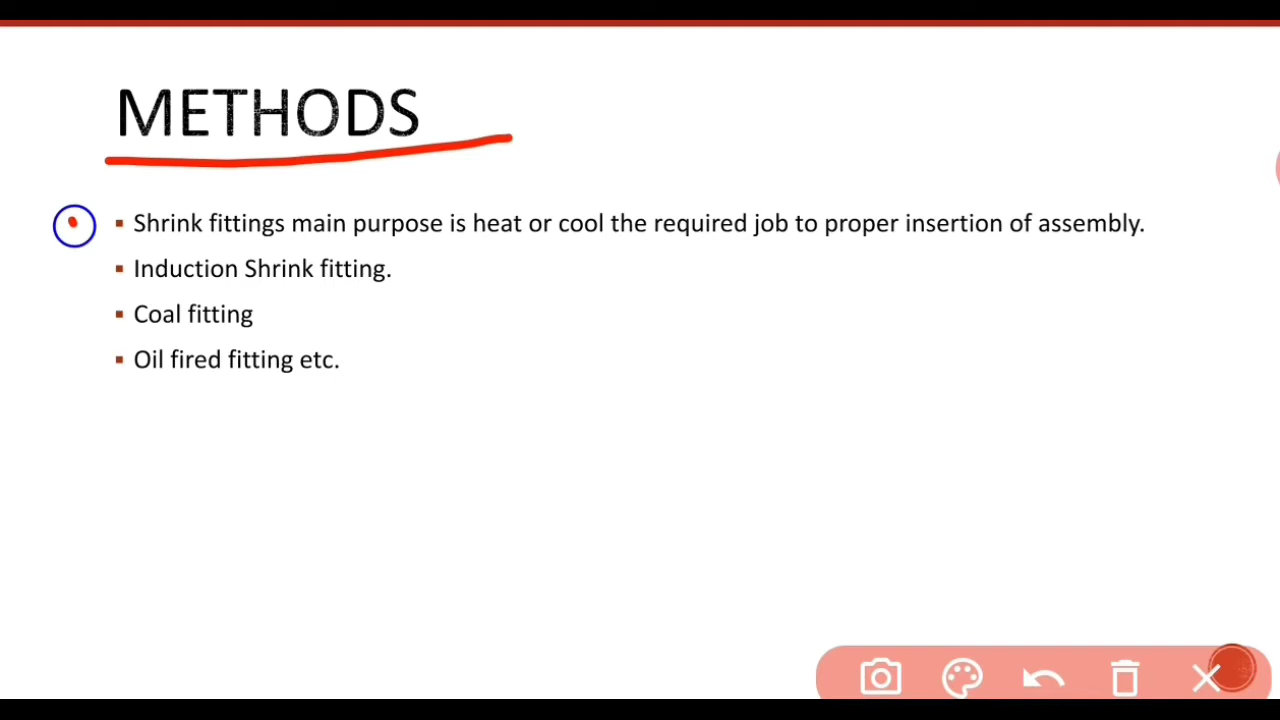 METHODS
Shrink fittings main purpose is heat or cool the required job to proper insertion of assembly.
Induction Shrink fitting.
Coal fitting
Oil fired fitting etc.